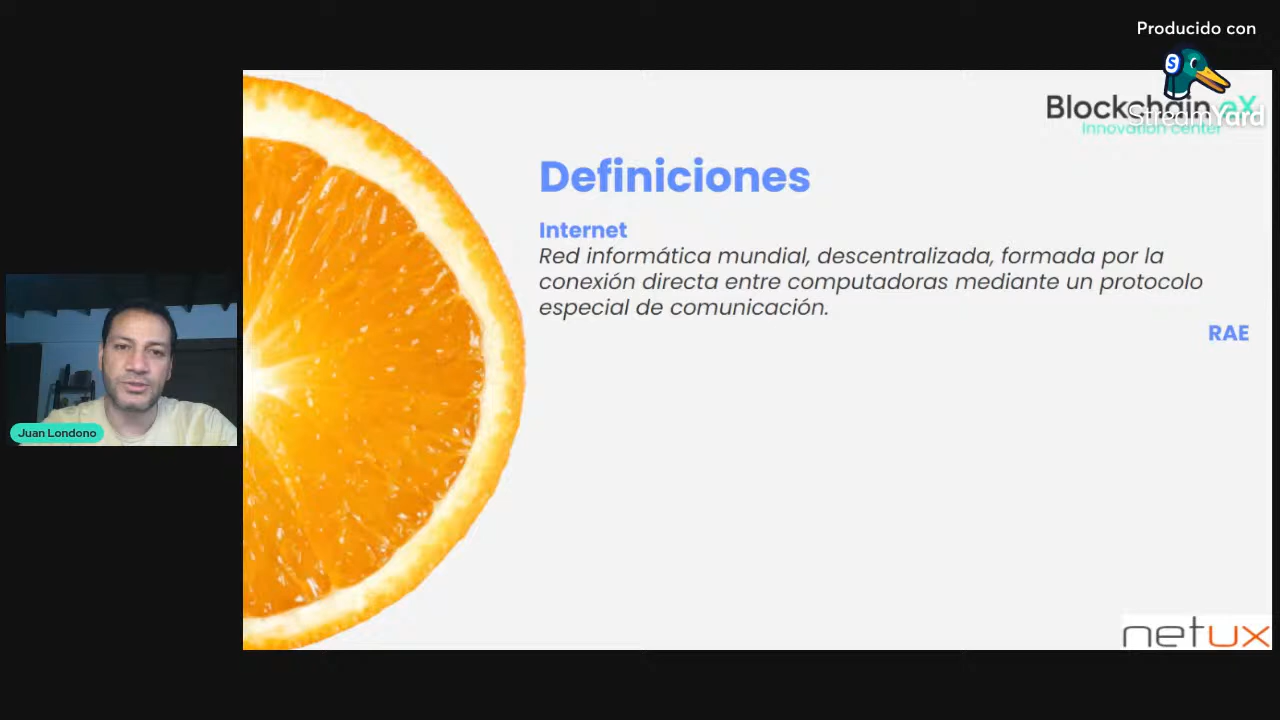 Producido con
S
StreamYard
Blockchain eX
Innovation center
Definiciones
Internet
Red informática mundial, descentralizada, formada por la
conexión directa entre computadoras mediante un protocolo
especial de comunicación.
RAE
Juan Londono
netux